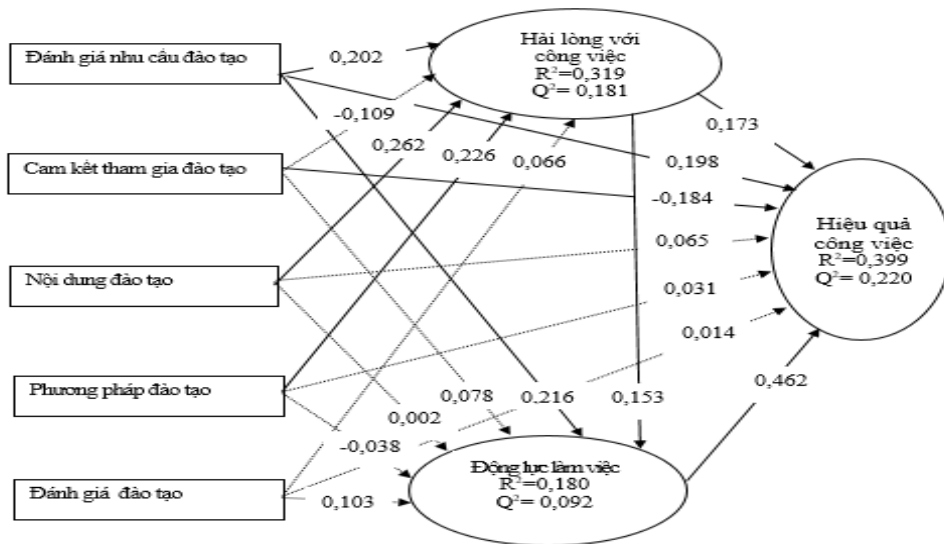 Đánh giá nhu cầu đào tạo
Cam kết tham gia đào tạo
Nội dung đào tạo
Phương pháp đào tạo
Đánh giá đào tạo
Hài lòng với
công việc
R²=0,319
Q²= 0,181
Động lực làm việc
R²=0,180
Q²= 0,092
Hiệu quả
công việc
R²=0,399
Q²= 0,220
0,202
-0,109
0,262
0,226
0,066
0,173
0,198
-0,184
0,065
0,031
0,014
0,462
0,002
0,078
0,216
0,153
-0,038
0,103